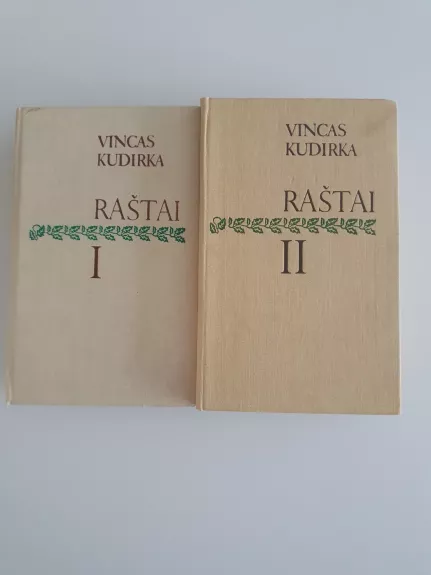 VINCAS
KUDIRKA
RAŠTAI
I
VINCAS
KUDIRKA
RAŠTAI
II